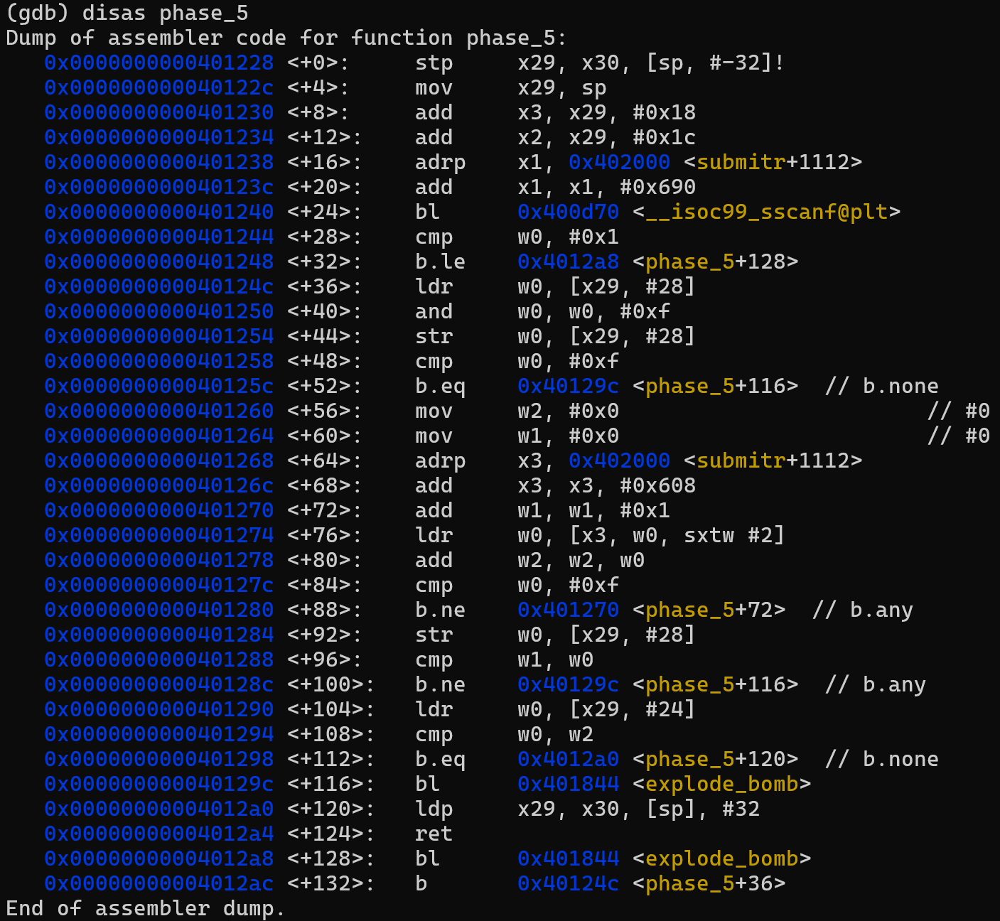 (gdb) disas phase_5
Dump of assembler code for function phase_5:
   0x0000000000401228 <+0>:     stp     x29, x30, [sp, #-32]!
   0x000000000040122c <+4>:     mov     x29, sp
   0x0000000000401230 <+8>:     add     x3, x29, #0x18
   0x0000000000401234 <+12>:    add     x2, x29, #0x1c
   0x0000000000401238 <+16>:    adrp    x1, 0x402000 <submitr+1112>
   0x000000000040123c <+20>:    add     x1, x1, #0x690
   0x0000000000401240 <+24>:    bl      0x400d70 <__isoc99_sscanf@plt>
   0x0000000000401244 <+28>:    cmp     w0, #0x1
   0x0000000000401248 <+32>:    b.le    0x4012a8 <phase_5+128>
   0x000000000040124c <+36>:    ldr     w0, [x29, #28]
   0x0000000000401250 <+40>:    and     w0, w0, #0xf
   0x0000000000401254 <+44>:    str     w0, [x29, #28]
   0x0000000000401258 <+48>:    cmp     w0, #0xf
   0x000000000040125c <+52>:    b.eq    0x40129c <phase_5+116>  // b.none
   0x0000000000401260 <+56>:    mov     w2, #0x0                        // #0
   0x0000000000401264 <+60>:    mov     w1, #0x0                        // #0
   0x0000000000401268 <+64>:    adrp    x3, 0x402000 <submitr+1112>
   0x000000000040126c <+68>:    add     x3, x3, #0x608
   0x0000000000401270 <+72>:    add     w1, w1, #0x1
   0x0000000000401274 <+76>:    ldr     w0, [x3, w0, sxtw #2]
   0x0000000000401278 <+80>:    add     w2, w2, w0
   0x000000000040127c <+84>:    cmp     w0, #0xf
   0x0000000000401280 <+88>:    b.ne    0x401270 <phase_5+72>  // b.any
   0x0000000000401284 <+92>:    str     w0, [x29, #28]
   0x0000000000401288 <+96>:    cmp     w1, w0
   0x000000000040128c <+100>:   b.ne    0x40129c <phase_5+116>  // b.any
   0x0000000000401290 <+104>:   ldr     w0, [x29, #24]
   0x0000000000401294 <+108>:   cmp     w0, w2
   0x0000000000401298 <+112>:   b.eq    0x4012a0 <phase_5+120>  // b.none
   0x000000000040129c <+116>:   bl      0x401844 <explode_bomb>
   0x00000000004012a0 <+120>:   ldp     x29, x30, [sp], #32
   0x00000000004012a4 <+124>:   ret
   0x00000000004012a8 <+128>:   bl      0x401844 <explode_bomb>
   0x00000000004012ac <+132>:   b       0x40124c <phase_5+36>
End of assembler dump.